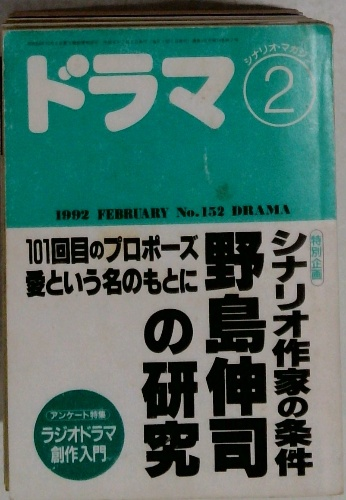 ドラマ
シナリオ・マガジン
2
1992 FEBRUARY No.152 DRAMA
特別企画
シナリオ作家の条件
野島伸司
の研究
101回目のプロポーズ
愛という名のもとに
アンケート特集
ラジオドラマ
創作入門